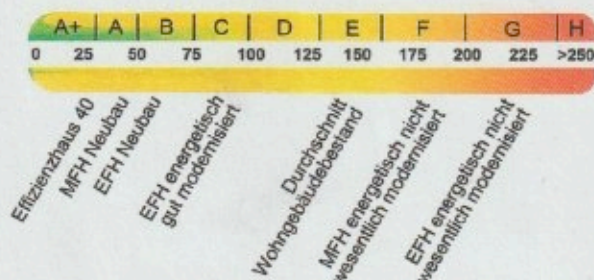 A+ A B C D E F G H
0 25 50 75 100 125 150 175 200 225 >250
Effizienzhaus 40
MFH Neubau
EFH Neubau
EFH energetisch
gut modernisiert
Durchschnitt
Wohngebäudebestand
MFH energetisch nicht
wesentlich modernisiert
EFH energetisch nicht
wesentlich modernisiert